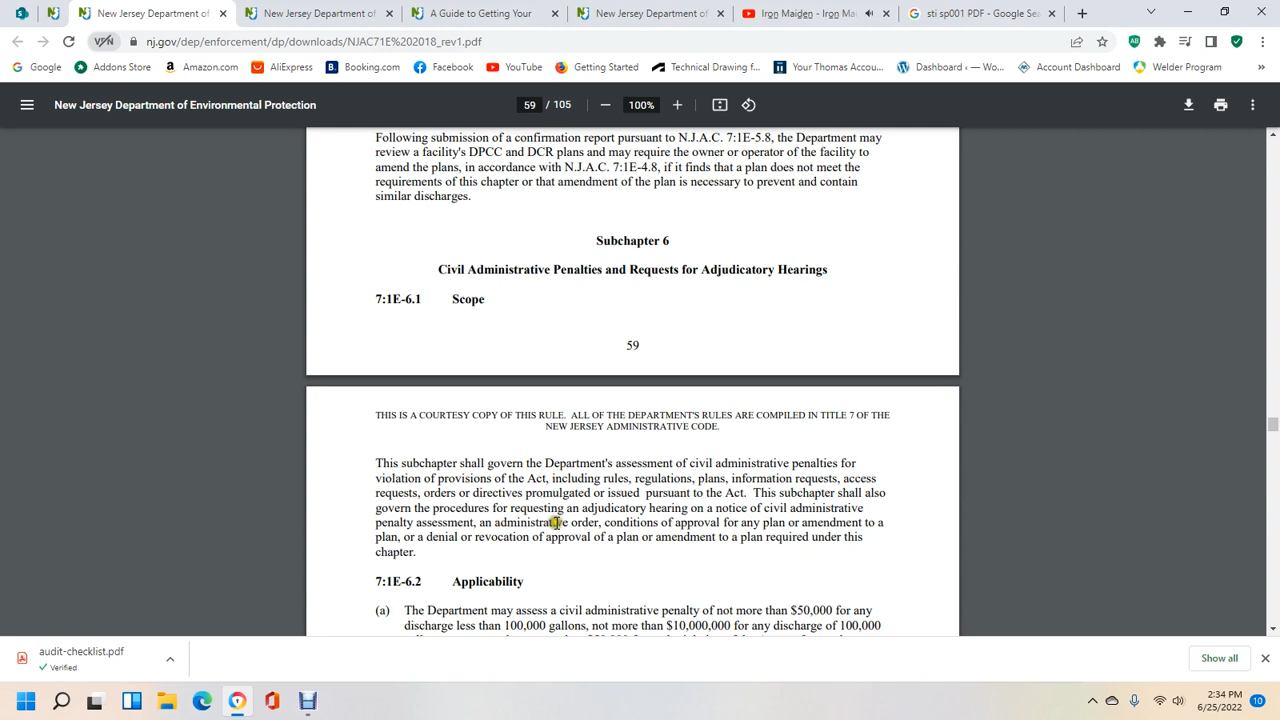 New Jersey Department of Env
New Jersey Department of Env
A Guide to Getting Your
New Jersey Department of
Iron Maiden - Iron Mai
sti sp001 PDF - Google Sea
VPN
nj.gov/dep/enforcement/dp/downloads/NJAC71E%202018_rev1.pdf
Google
Addons Store
Amazon.com
AliExpress
Booking.com
Facebook
YouTube
Getting Started
Technical Drawing f...
Your Thomas Accou...
Dashboard ‹ — Wo...
Account Dashboard
Welder Program
»
New Jersey Department of Environmental Protection
59 / 105
100%
Following submission of a confirmation report pursuant to N.J.A.C. 7:1E-5.8, the Department may
review a facility's DPCC and DCR plans and may require the owner or operator of the facility to
amend the plans, in accordance with N.J.A.C. 7:1E-4.8, if it finds that a plan does not meet the
requirements of this chapter or that amendment of the plan is necessary to prevent and contain
similar discharges.
Subchapter 6
Civil Administrative Penalties and Requests for Adjudicatory Hearings
7:1E-6.1 Scope
59
THIS IS A COURTESY COPY OF THIS RULE. ALL OF THE DEPARTMENT'S RULES ARE COMPILED IN TITLE 7 OF THE
NEW JERSEY ADMINISTRATIVE CODE.
This subchapter shall govern the Department's assessment of civil administrative penalties for
violation of provisions of the Act, including rules, regulations, plans, information requests, access
requests, orders or directives promulgated or issued pursuant to the Act. This subchapter shall also
govern the procedures for requesting an adjudicatory hearing on a notice of civil administrative
penalty assessment, an administrative order, conditions of approval for any plan or amendment to a
plan, or a denial or revocation of approval of a plan or amendment to a plan required under this
chapter.
7:1E-6.2 Applicability
(a) The Department may assess a civil administrative penalty of not more than $50,000 for any
discharge less than 100,000 gallons, not more than $10,000,000 for any discharge of 100,000
audit-checklist.pdf
Verified
Show all
2:34 PM
6/25/2022
10